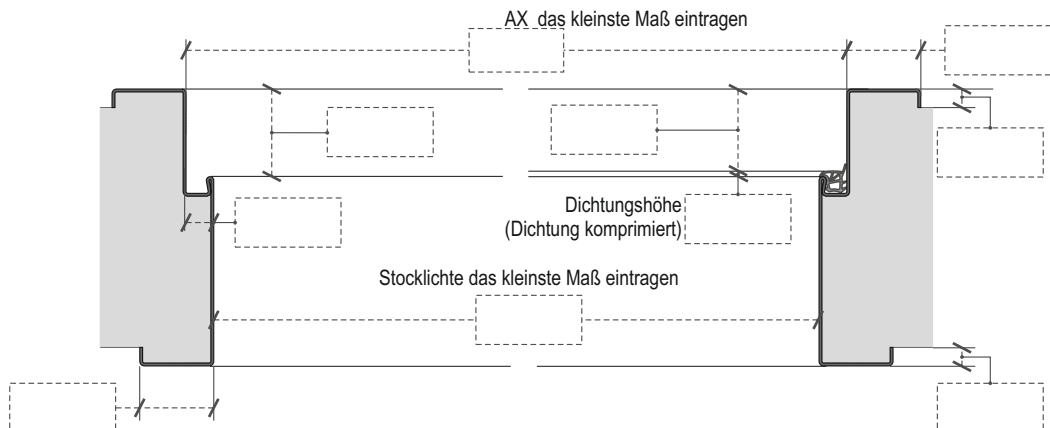 AX das kleinste Maß eintragen
Dichtungshöhe
(Dichtung komprimiert)
Stocklichte das kleinste Maß eintragen